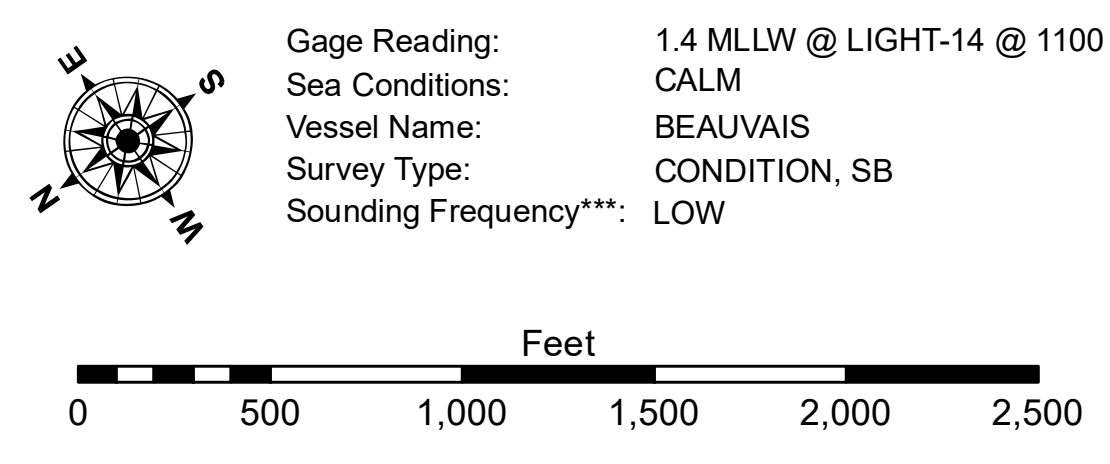 E
S
N
W
Gage Reading: 1.4 MLLW @ LIGHT-14 @ 1100
Sea Conditions: CALM
Vessel Name: BEAUVAIS
Survey Type: CONDITION, SB
Sounding Frequency***: LOW
Feet
0 500 1,000 1,500 2,000 2,500